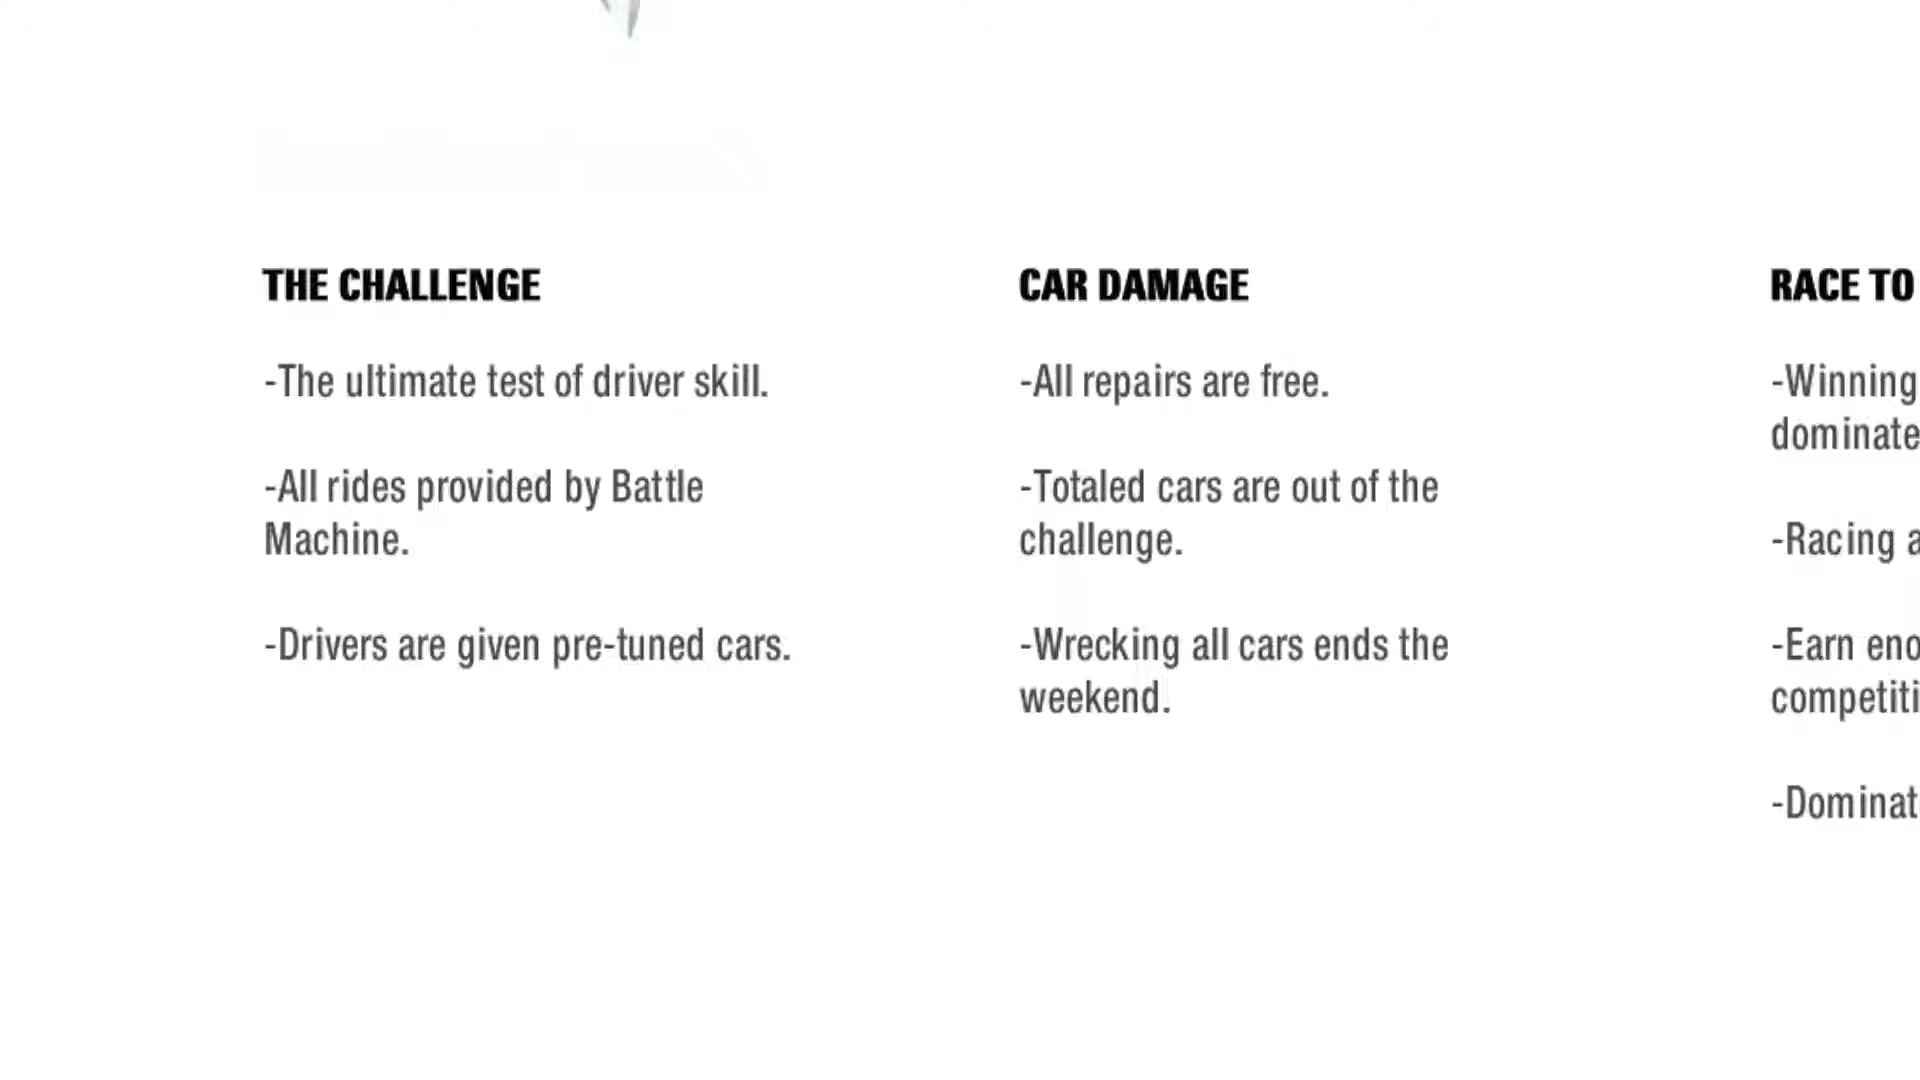 THE CHALLENGE
-The ultimate test of driver skill.
-All rides provided by Battle
Machine.
-Drivers are given pre-tuned cars.
CAR DAMAGE
-All repairs are free.
-Totaled cars are out of the
challenge.
-Wrecking all cars ends the
weekend.
RACE TO
-Winning
dominate
-Racing
-Earn